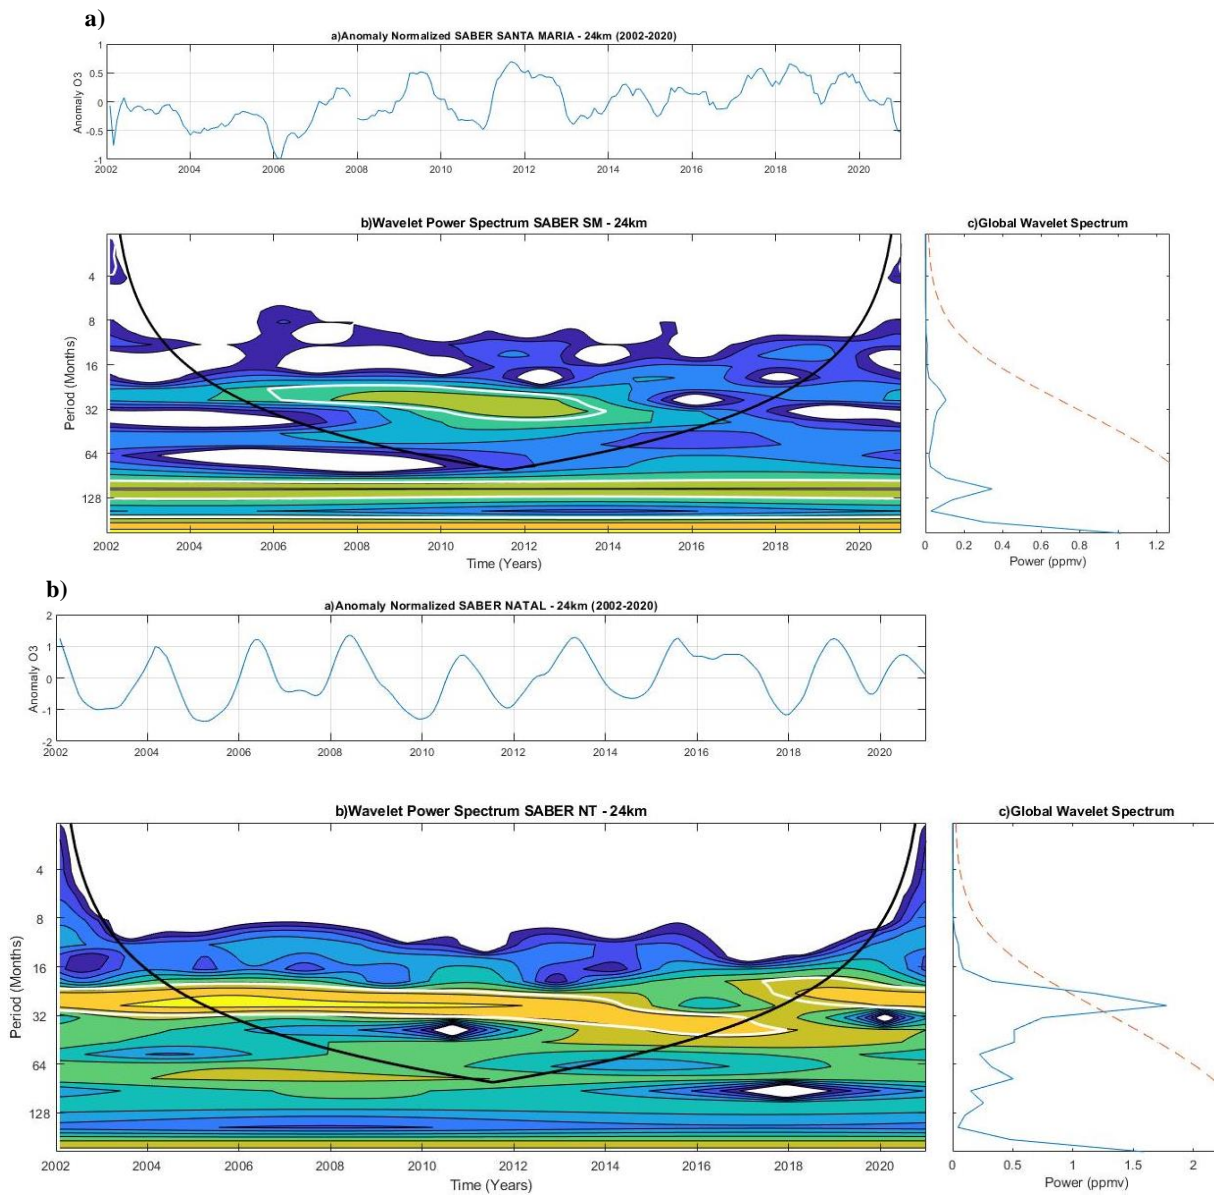 a)
a)Anomaly Normalized SABER SANTA MARIA - 24km (2002-2020)
Anomaly O3
1
0.5
0
-0.5
-1
2002 2004 2006 2008 2010 2012 2014 2016 2018 2020
b)Wavelet Power Spectrum SABER SM - 24km
c)Global Wavelet Spectrum
Period (Months)
4
8
16
32
64
128
2002 2004 2006 2008 2010 2012 2014 2016 2018 2020
Time (Years)
0 0.2 0.4 0.6 0.8 1 1.2
Power (ppmv)
b)
a)Anomaly Normalized SABER NATAL - 24km (2002-2020)
Anomaly O3
2
1
0
-1
-2
2002 2004 2006 2008 2010 2012 2014 2016 2018 2020
b)Wavelet Power Spectrum SABER NT - 24km
c)Global Wavelet Spectrum
Period (Months)
4
8
16
32
64
128
2002 2004 2006 2008 2010 2012 2014 2016 2018 2020
Time (Years)
0 0.5 1 1.5 2
Power (ppmv)